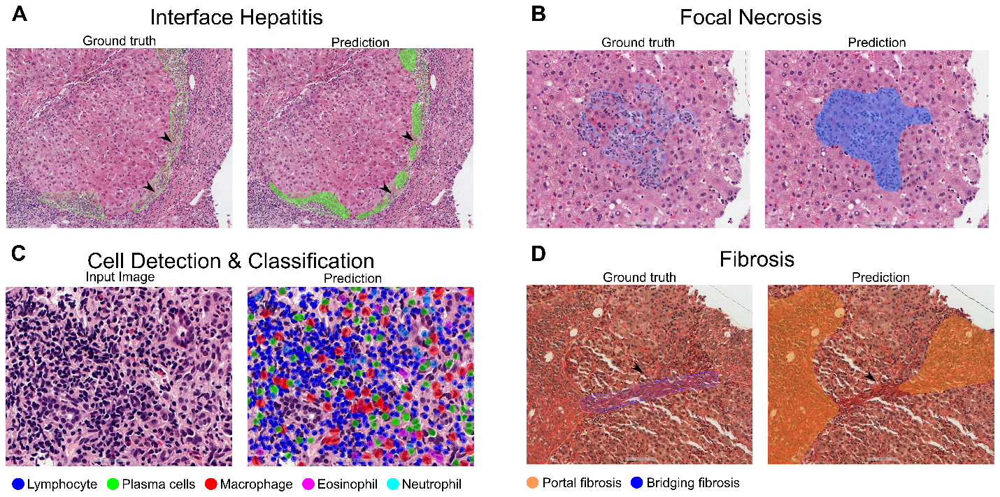 A
Interface Hepatitis
Ground truth
Prediction
B
Focal Necrosis
Ground truth
Prediction
C
Cell Detection & Classification
Input Image
Prediction
Lymphocyte
Plasma cells
Macrophage
Eosinophil
Neutrophil
D
Fibrosis
Ground truth
Prediction
Portal fibrosis
Bridging fibrosis